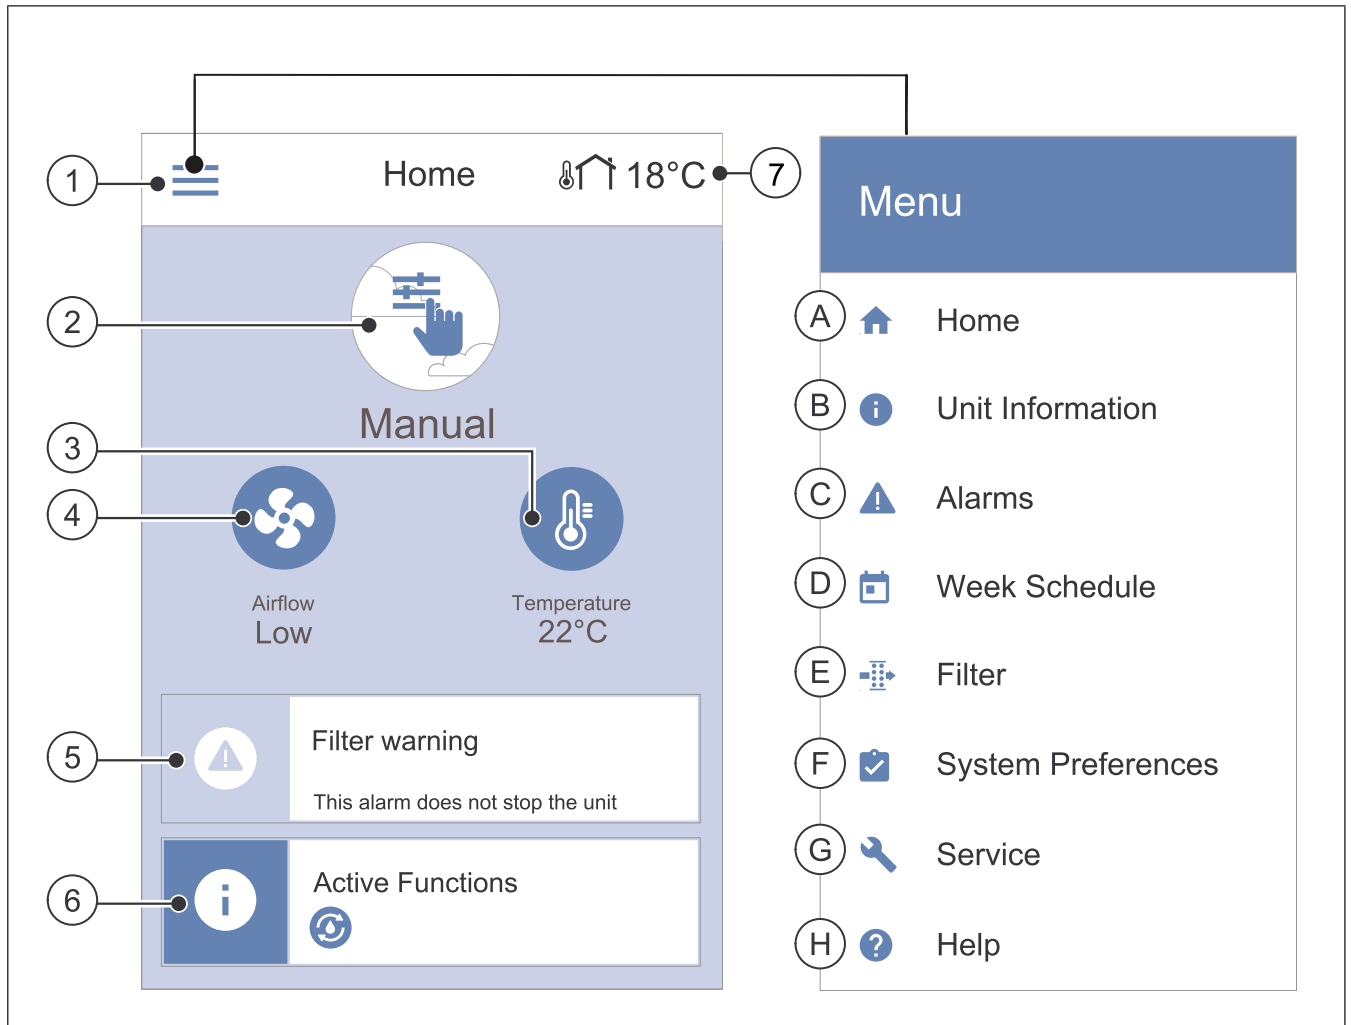 1
Home
18°C
7
2
Manual
3
4
Airflow
Low
Temperature
22°C
5
Filter warning
This alarm does not stop the unit
6
Active Functions
Menu
A
Home
B
Unit Information
C
Alarms
D
Week Schedule
E
Filter
F
System Preferences
G
Service
H
Help